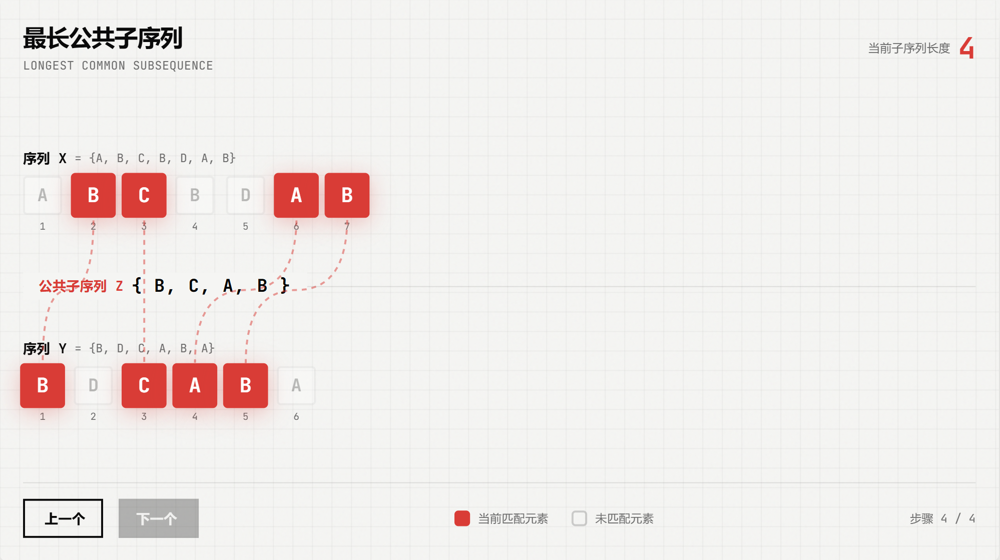 最长公共子序列
LONGEST COMMON SUBSEQUENCE
当前子序列长度 4
序列 X = {A, B, C, B, D, A, B}
A B C B D A B
1 2 3 4 5 6 7
公共子序列 Z { B, C, A, B }
序列 Y = {B, D, C, A, B, A}
B D C A B A
1 2 3 4 5 6
上一个 下一个 当前匹配元素 未匹配元素 步骤 4 / 4